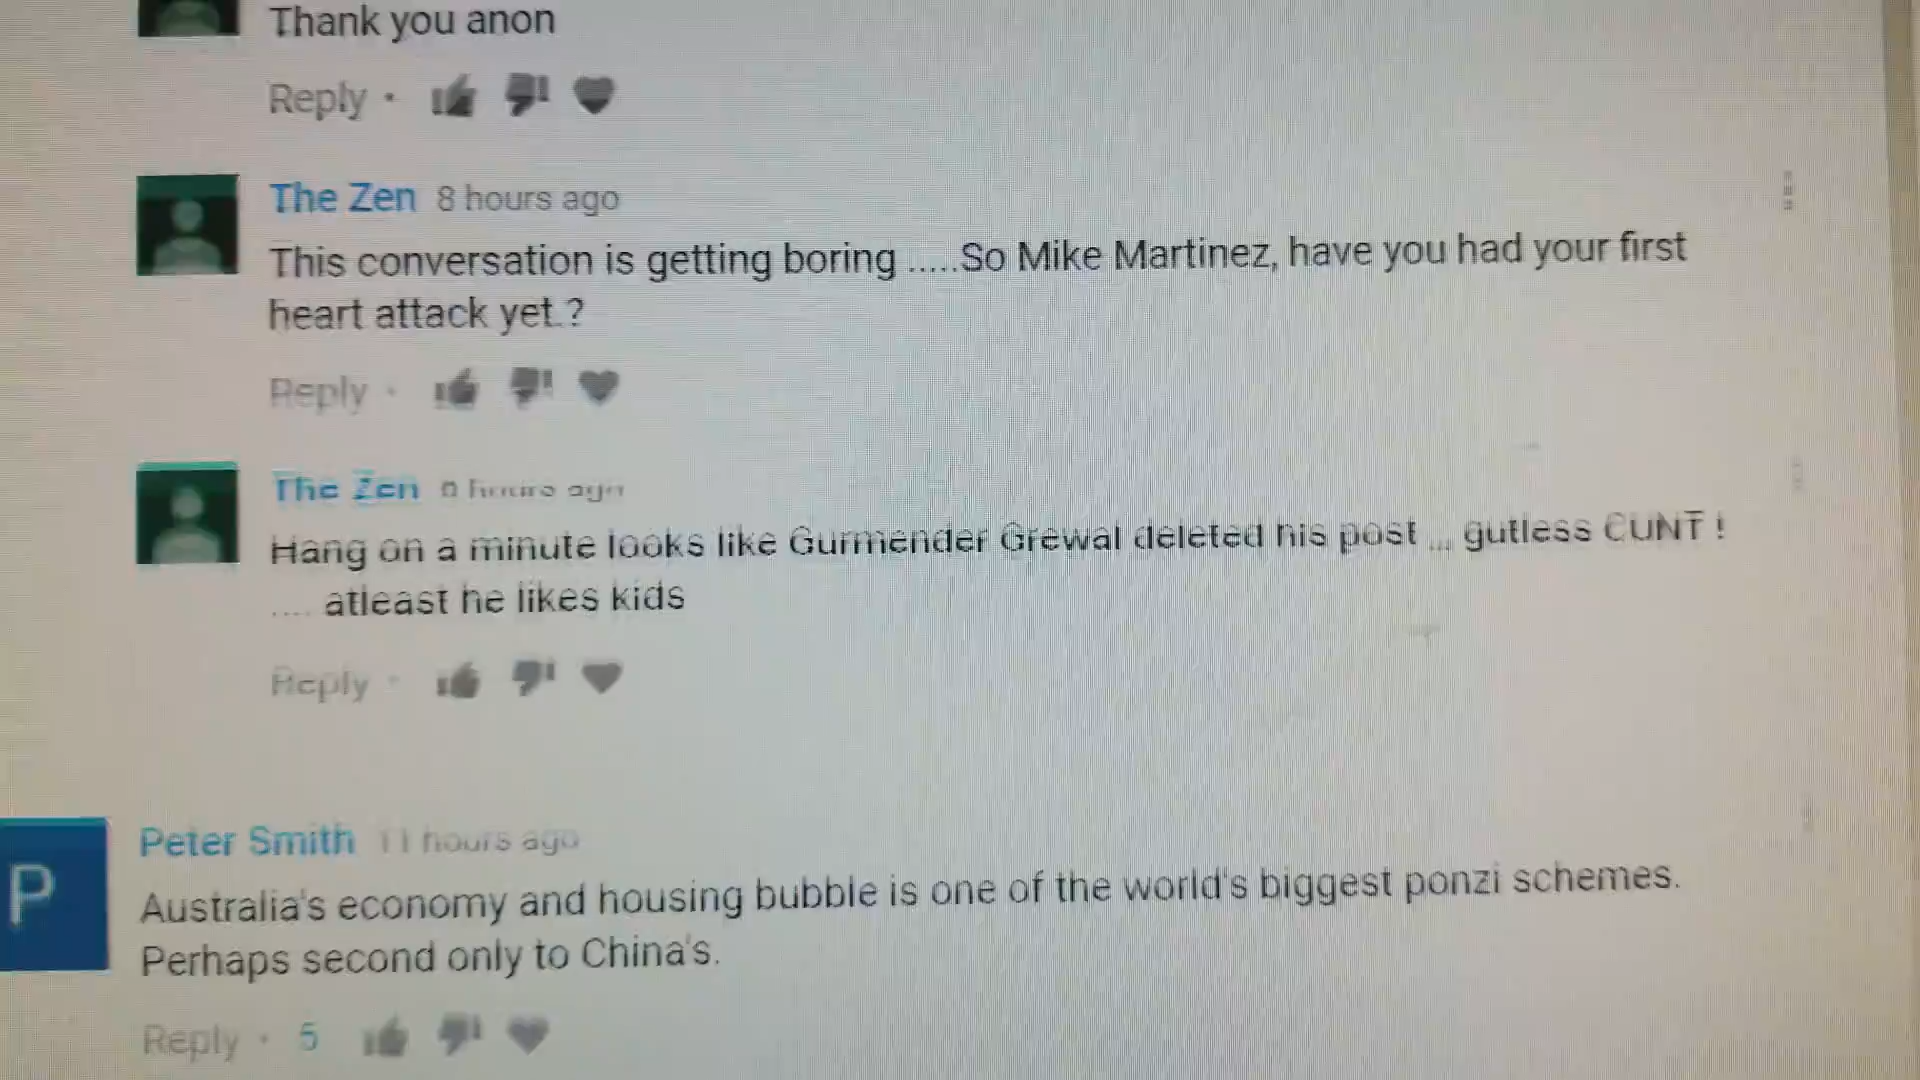 Thank you anon
Reply •
The Zen 8 hours ago
This conversation is getting boring .....So Mike Martinez, have you had your first
heart attack yet.?
Reply •
The Zen hours ago
Hang on a minute looks like Gurmender Grewal deleted his post ... gutless CUNT !
.... atleast he likes kids
Reply •
P
Peter Smith 11 hours ago
Australia's economy and housing bubble is one of the world's biggest ponzi schemes.
Perhaps second only to China's.
Reply • 5